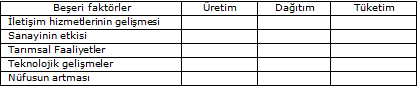 Beşeri faktörler Üretim Dağıtım Tüketim
İletişim hizmetlerinin gelişmesi
Sanayinin etkisi
Tarımsal Faaliyetler
Teknolojik gelişmeler
Nüfusun artması